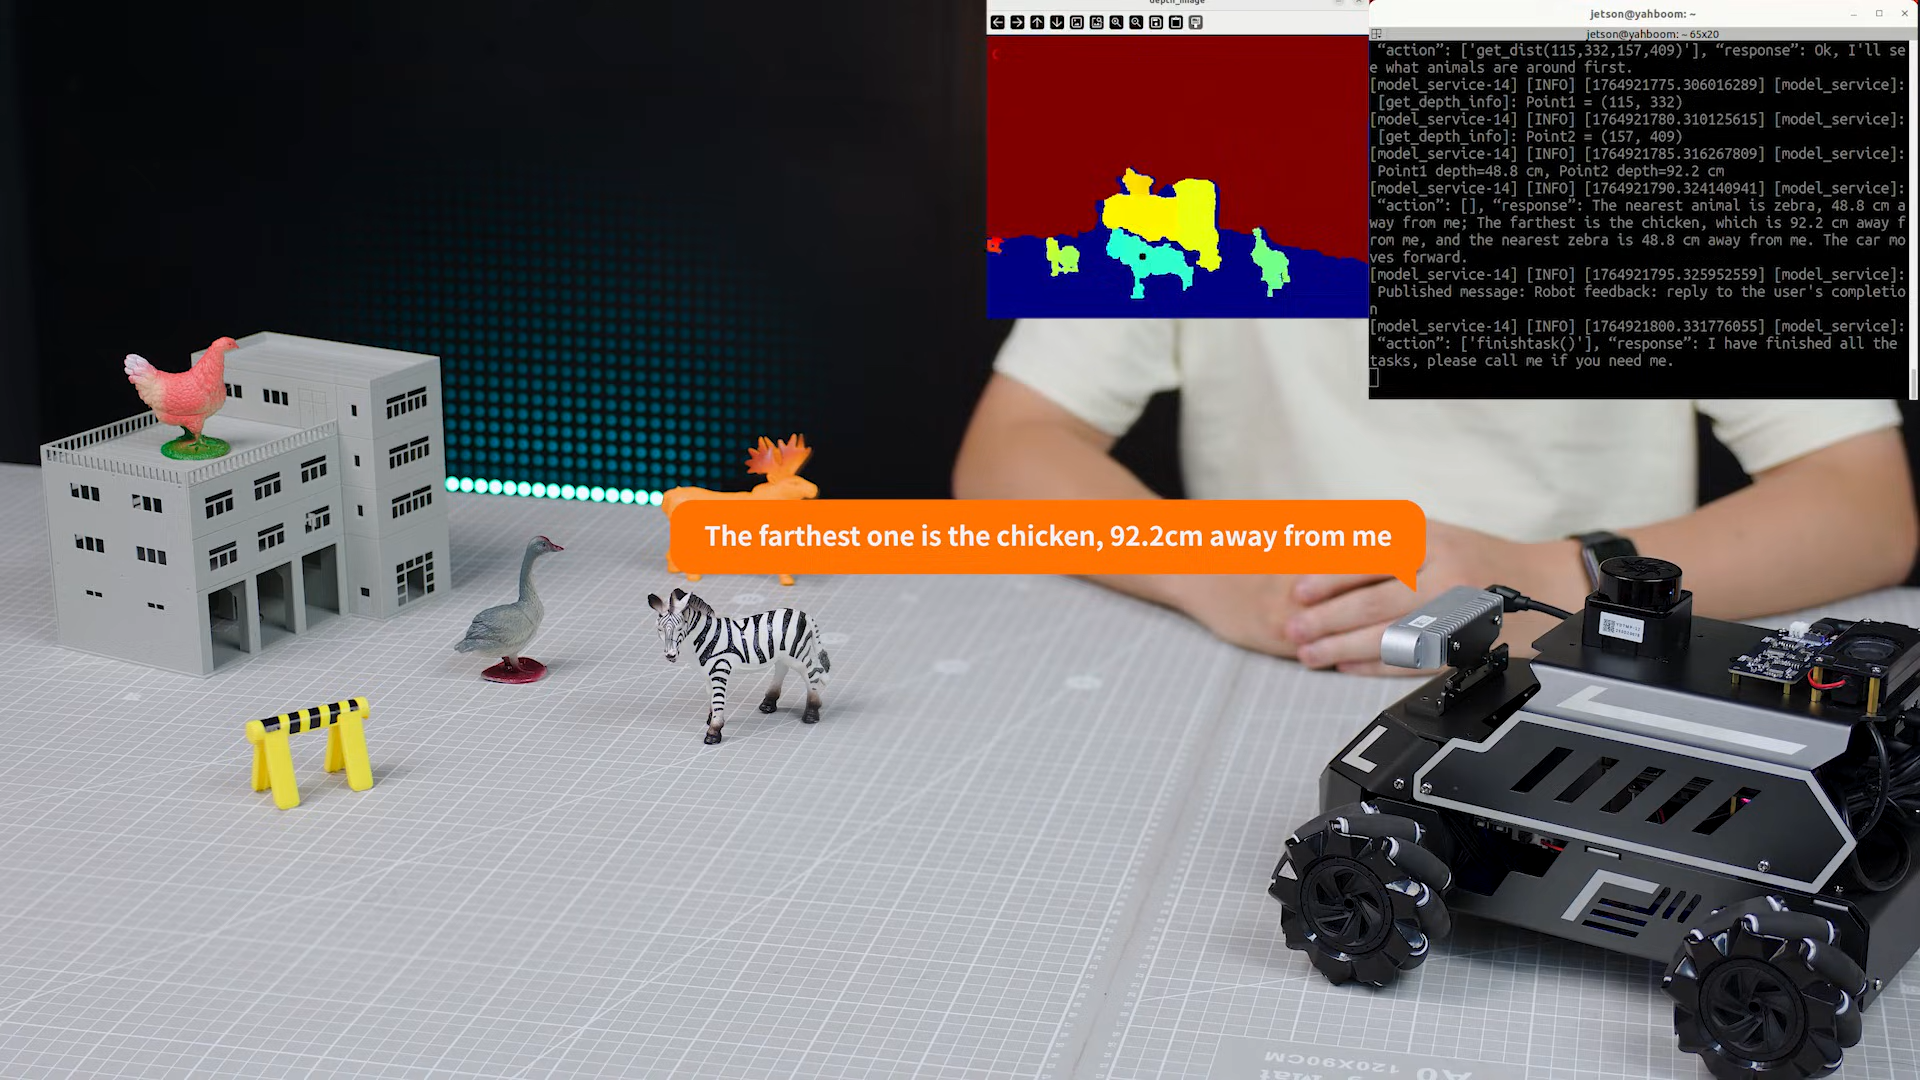 depth_image
jetson@yahboom: ~
jetson@yahboom: ~ 65x20
"action": ['get_dist(115,332,157,409)'], "response": Ok, I'll se
e what animals are around first.
[model_service-14] [INFO] [1764921775.306016289] [model_service]:
[get_depth_info]: Point1 = (115, 332)
[model_service-14] [INFO] [1764921780.310125615] [model_service]:
[get_depth_info]: Point2 = (157, 409)
[model_service-14] [INFO] [1764921785.316267809] [model_service]:
Point1 depth=48.8 cm, Point2 depth=92.2 cm
[model_service-14] [INFO] [1764921790.324140941] [model_service]:
"action": [], "response": The nearest animal is zebra, 48.8 cm a
way from me; The farthest is the chicken, which is 92.2 cm away f
rom me, and the nearest zebra is 48.8 cm away from me. The car mo
ves forward.
[model_service-14] [INFO] [1764921795.325952559] [model_service]:
Published message: Robot feedback: reply to the user's completio
n
[model_service-14] [INFO] [1764921800.331776055] [model_service]:
"action": ['finishtask()'], "response": I have finished all the
tasks, please call me if you need me.
The farthest one is the chicken, 92.2cm away from me
A0 120X90CM
Mat